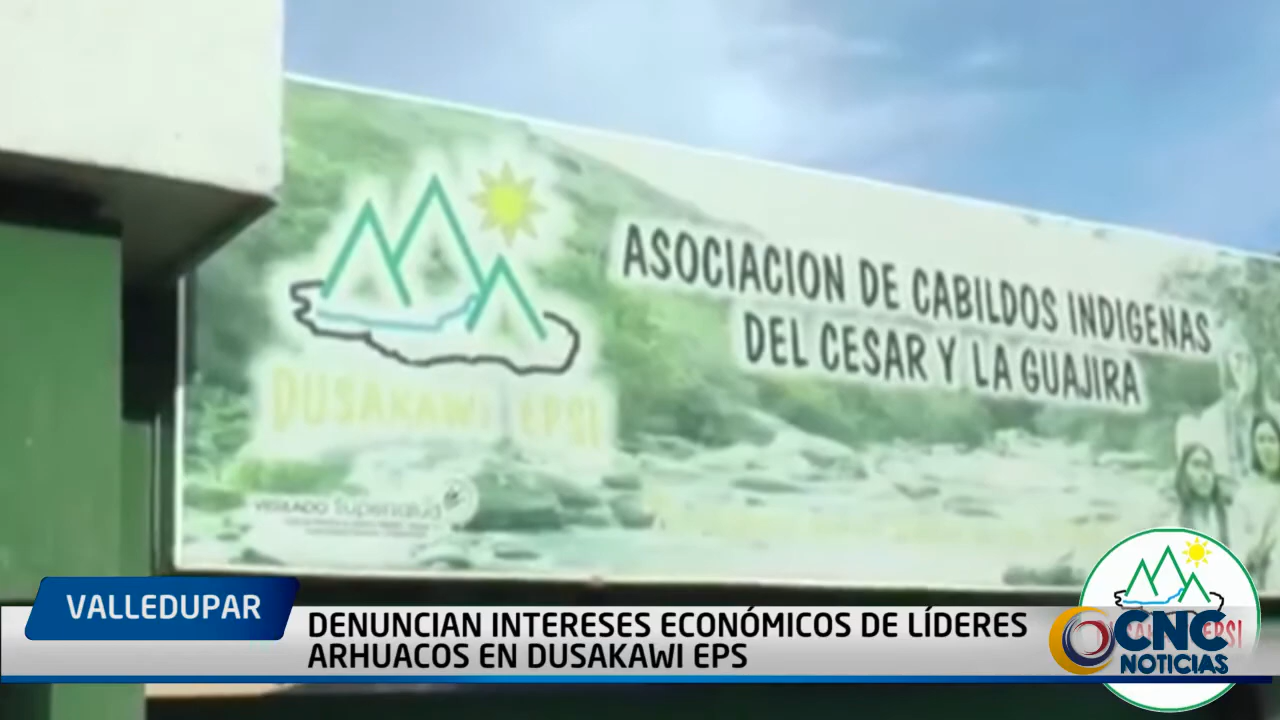 ASOCIACION DE CABILDOS INDIGENAS
DEL CESAR Y LA GUAJIRA
DUSAKAWI EPSI
VIGILADO Supersalud
VALLEDUPAR
DENUNCIAN INTERESES ECONÓMICOS DE LÍDERES
ARHUACOS EN DUSAKAWI EPS
CNC
NOTICIAS
EPSI